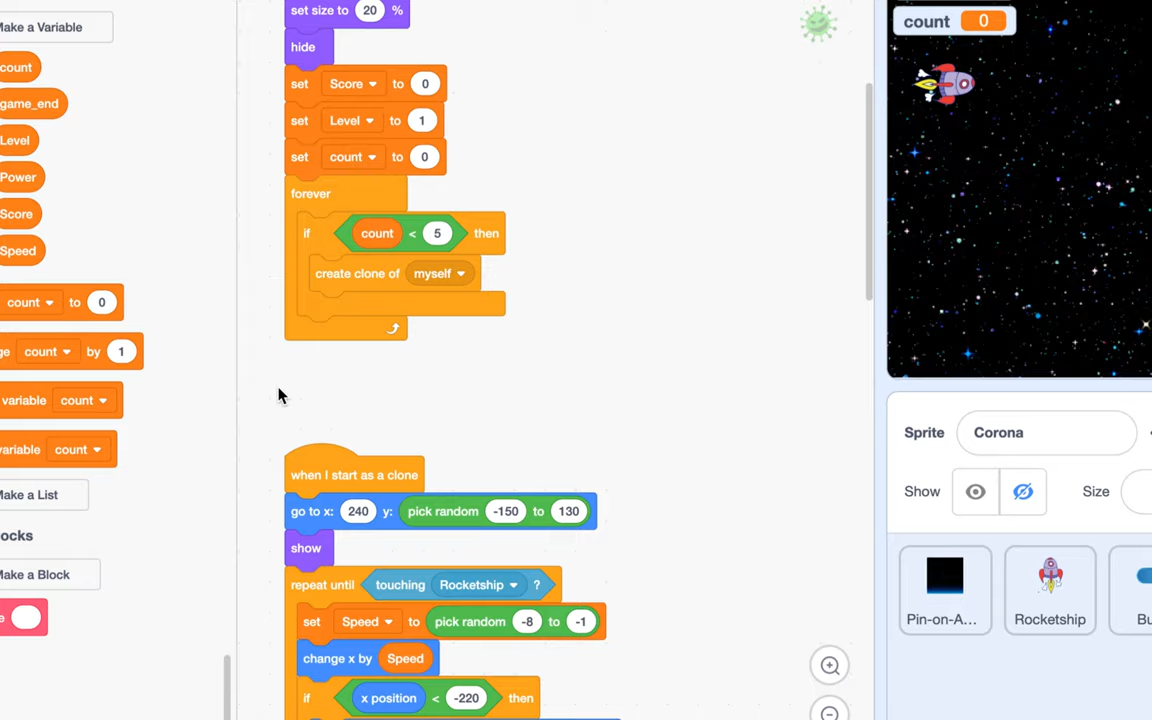 Make a Variable
count
game_end
Level
Power
Score
Speed
count to 0
count by 1
variable count
variable count
Make a List
Make a Block
set size to 20 %
hide
set Score to 0
set Level to 1
set count to 0
forever
if count < 5 then
create clone of myself
when I start as a clone
go to x: 240 y: pick random -150 to 130
show
repeat until touching Rocketship ?
set Speed to pick random -8 to -1
change x by Speed
if x position < -220 then
count 0
Sprite Corona
Show Size
Pin-on-A... Rocketship